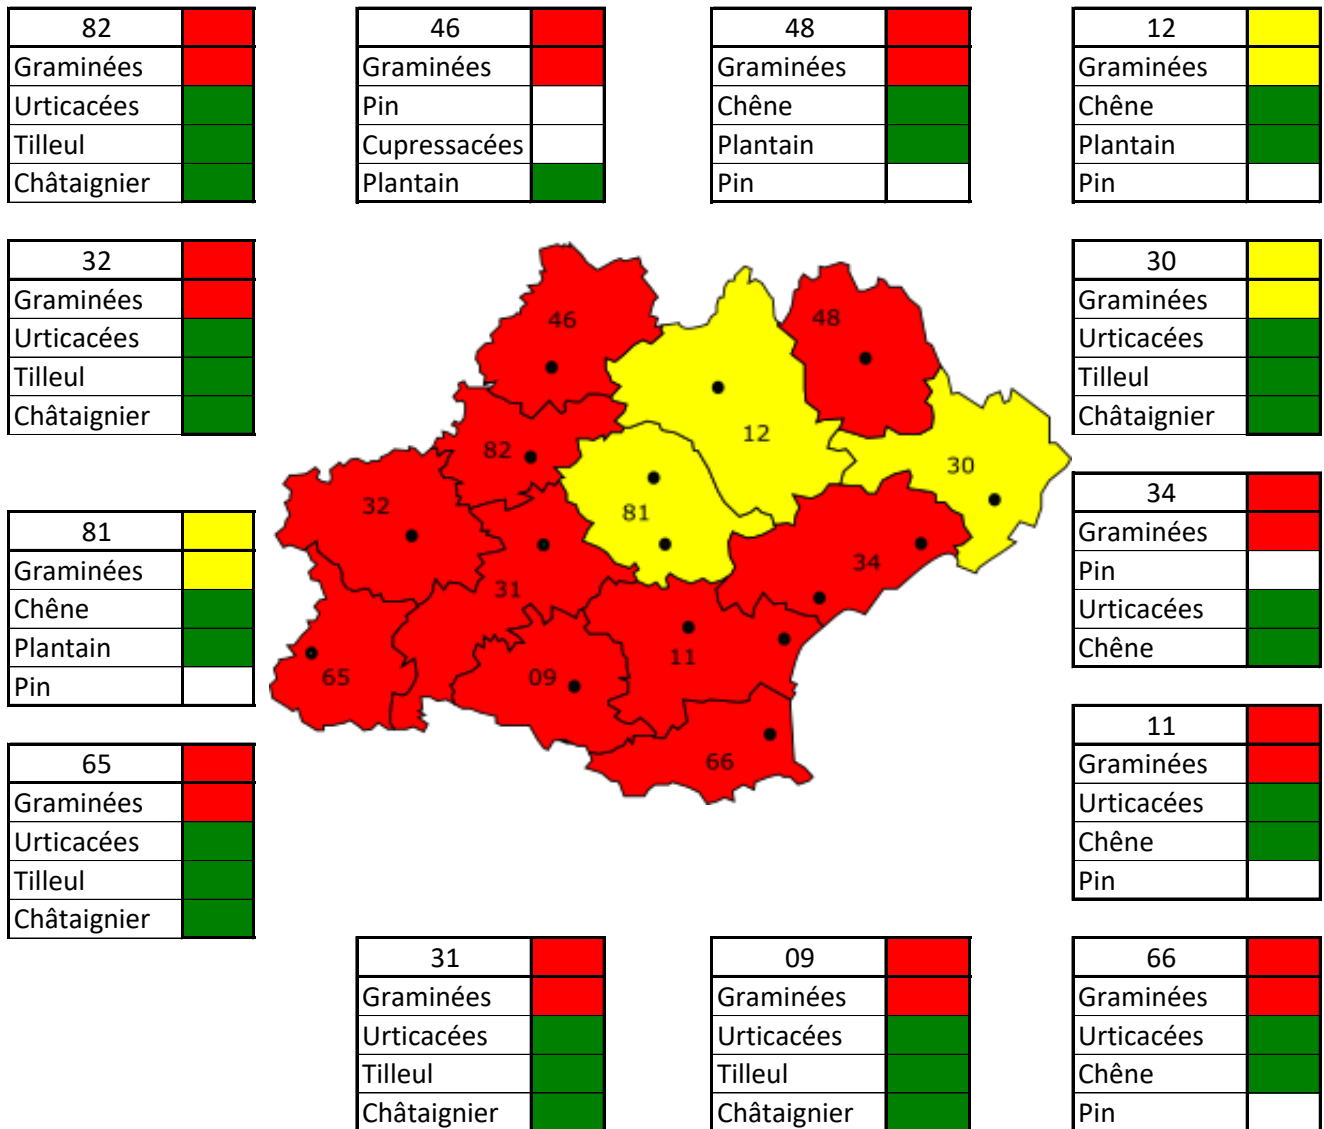 82
Graminées
Urticacées
Tilleul
Châtaignier
46
Graminées
Pin
Cupressacées
Plantain
48
Graminées
Chêne
Plantain
Pin
12
Graminées
Chêne
Plantain
Pin
32
Graminées
Urticacées
Tilleul
Châtaignier
30
Graminées
Urticacées
Tilleul
Châtaignier
46
48
12
82
30
32
81
34
31
11
65
09
66
81
Graminées
Chêne
Plantain
Pin
34
Graminées
Pin
Urticacées
Chêne
65
Graminées
Urticacées
Tilleul
Châtaignier
11
Graminées
Urticacées
Chêne
Pin
31
Graminées
Urticacées
Tilleul
Châtaignier
09
Graminées
Urticacées
Tilleul
Châtaignier
66
Graminées
Urticacées
Chêne
Pin